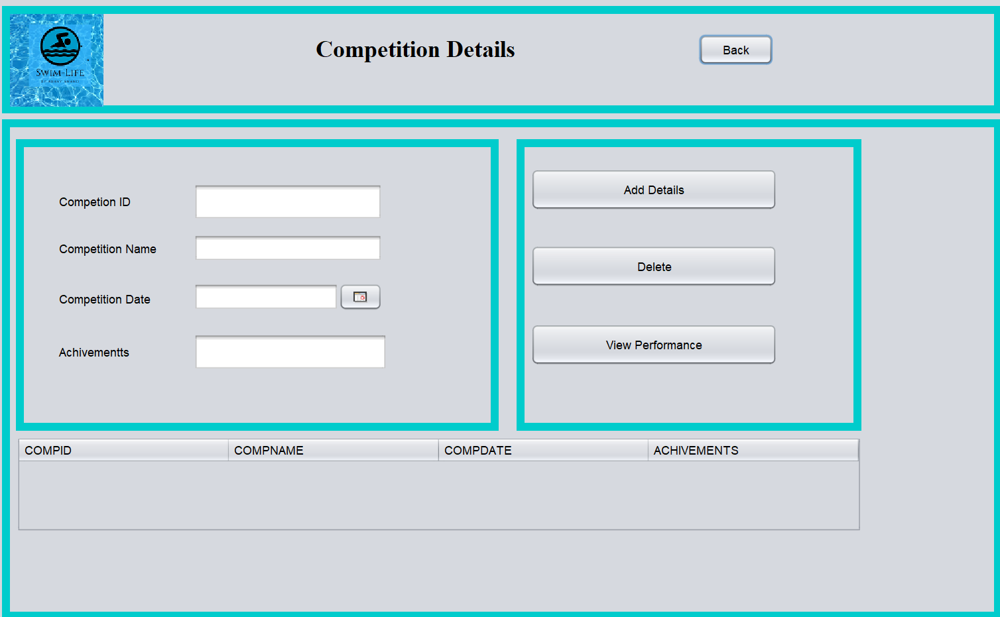 SWIM-LIFE
Competition Details
Back
Competion ID
Competition Name
Competition Date
Achivementts
Add Details
Delete
View Performance
COMPID COMPNAME COMPDATE ACHIVEMENTS